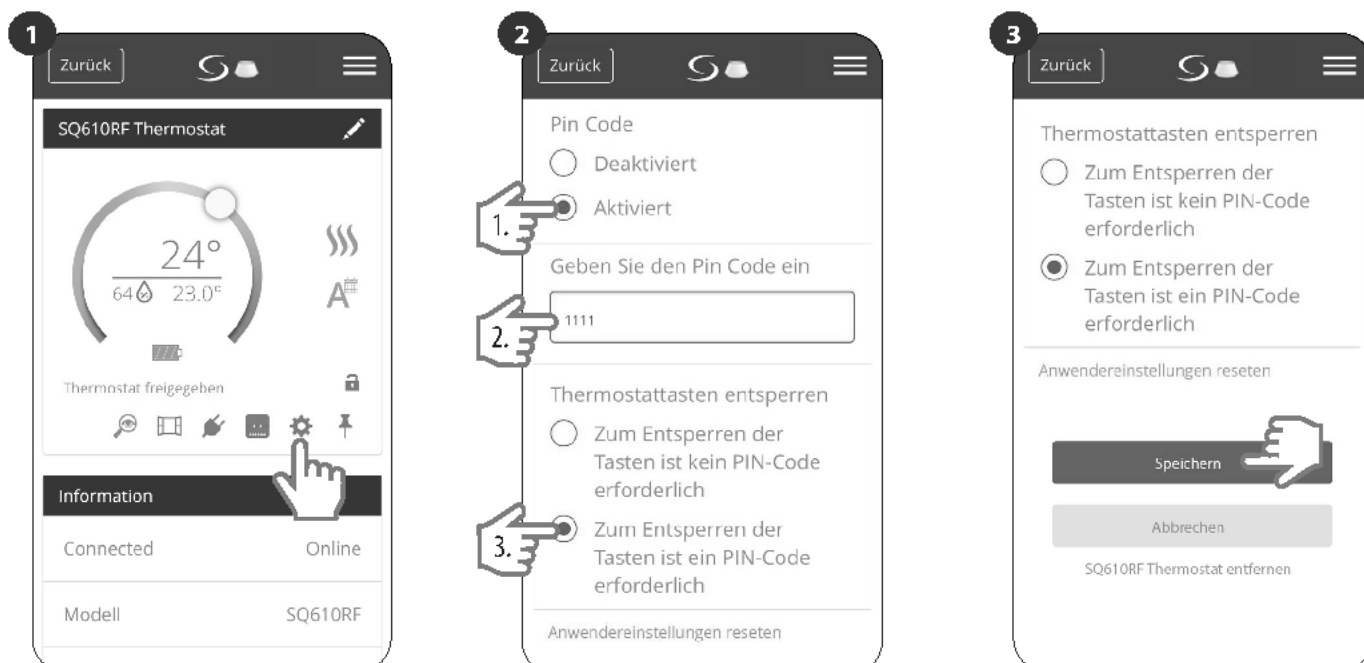 1
Zurück
SQ610RF Thermostat
24°
64 23.0°
A
Thermostat freigegeben
Information
Connected Online
Modell SQ610RF
2
Zurück
Pin Code
Deaktiviert
1. Aktiviert
Geben Sie den Pin Code ein
2. 1111
Thermostattasten entsperren
Zum Entsperren der
Tasten ist kein PIN-Code
erforderlich
3. Zum Entsperren der
Tasten ist ein PIN-Code
erforderlich
Anwendereinstellungen reseten
3
Zurück
Thermostattasten entsperren
Zum Entsperren der
Tasten ist kein PIN-Code
erforderlich
Zum Entsperren der
Tasten ist ein PIN-Code
erforderlich
Anwendereinstellungen reseten
Speichern
Abbrechen
SQ610RF Thermostat entfernen